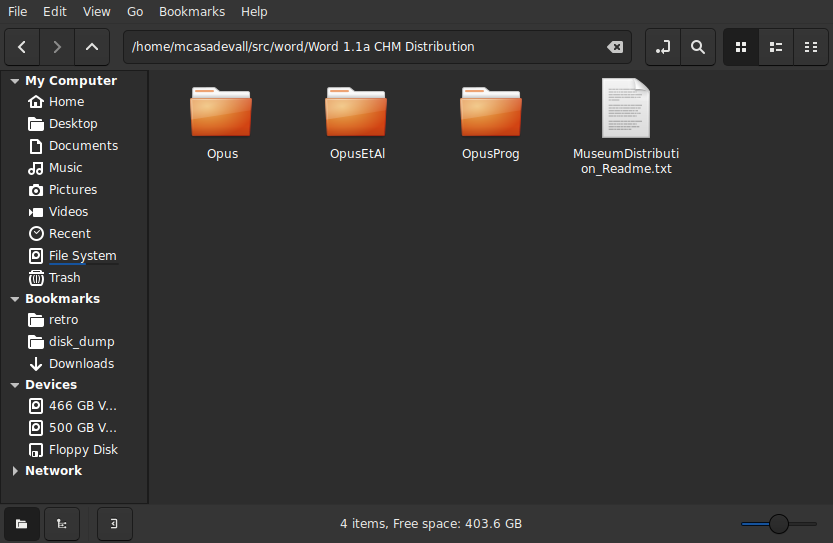 File Edit View Go Bookmarks Help
/home/mcasadevall/src/word/Word 1.1a CHM Distribution
My Computer
Home
Desktop
Documents
Music
Pictures
Videos
Recent
File System
Trash
Bookmarks
retro
disk_dump
Downloads
Devices
466 GB V...
500 GB V...
Floppy Disk
Network
Opus
OpusEtAl
OpusProg
MuseumDistributi
on_Readme.txt
4 items, Free space: 403.6 GB